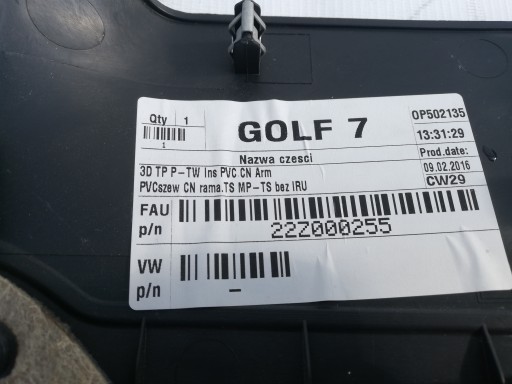 Qty 1
1
GOLF 7
Nazwa czesci
OP502135
13:31:29
Prod.date:
09.02.2016
CW29
3D TP P-TW Ins PVC.CN Arm
PVCszew CN rama.TS MP-TS bez IRU
FAU
p/n
22Z000255
VW
p/n
-